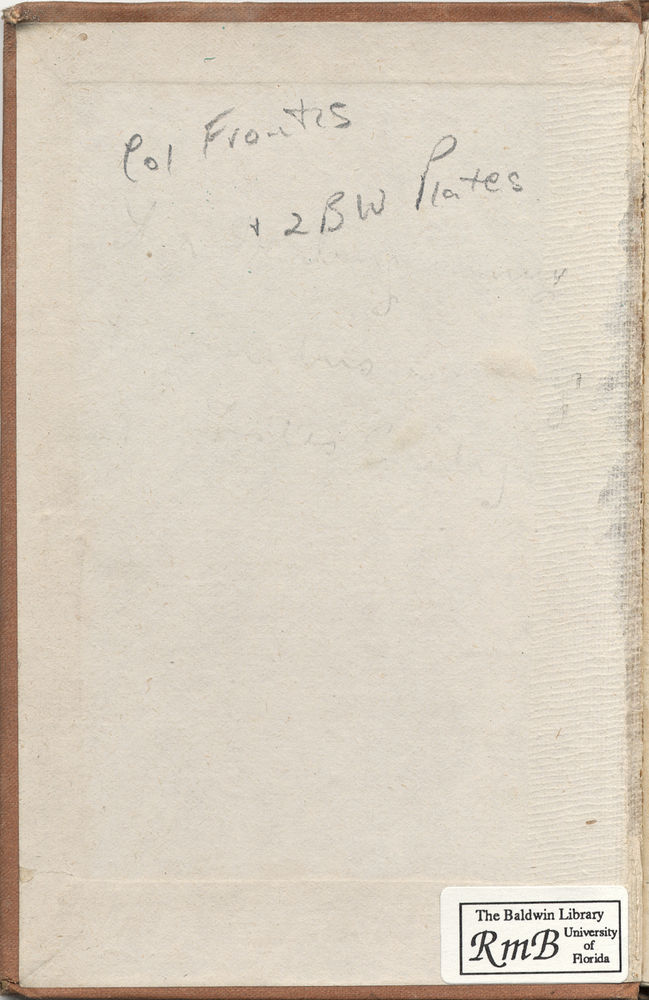 Col Frontis
+ 2 BW Plates
The Baldwin Library
RmB University
of
Florida